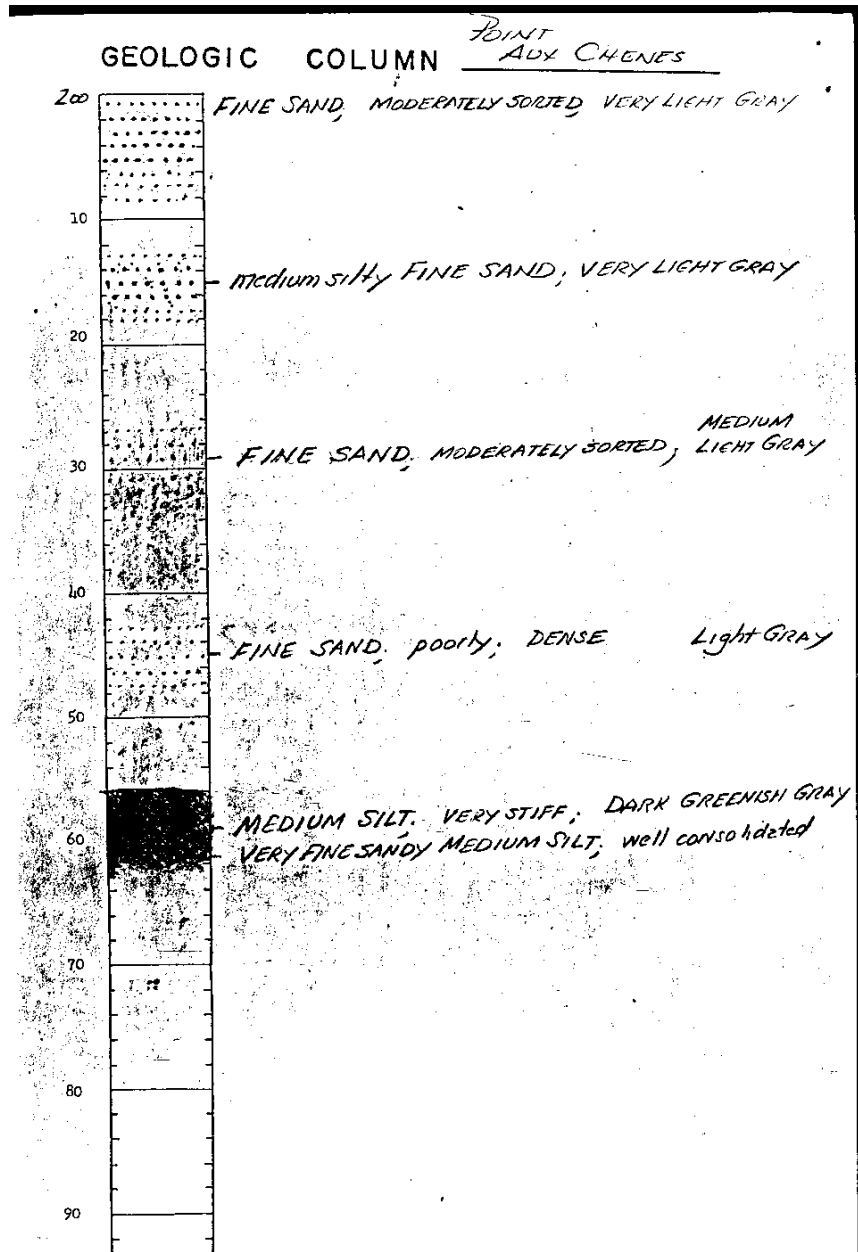 POINT
GEOLOGIC COLUMN AUX CHENES
200 FINE SAND, MODERATELY SORTED, VERY LIGHT GRAY
10
medium silty FINE SAND; VERY LIGHT GRAY
20
MEDIUM
FINE SAND; MODERATELY SORTED; LIGHT GRAY
30
40
FINE SAND; poorly; DENSE Light GRAY
50
MEDIUM SILT. VERY STIFF; DARK GREENISH GRAY
60
VERY FINE SANDY MEDIUM SILT; well consolidated
70
80
90